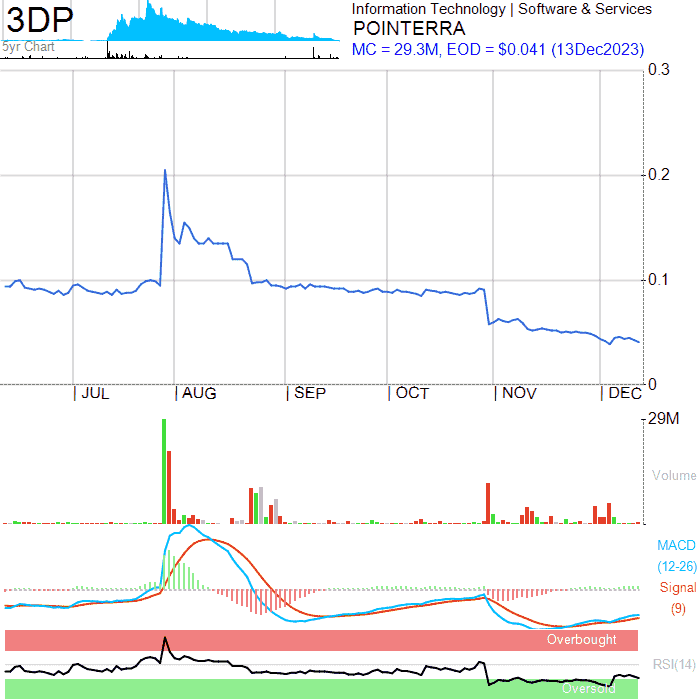 3DP
5yr Chart
Information Technology | Software & Services
POINTERRA
MC = 29.3M, EOD = $0.041 (13Dec2023)
0.3
0.2
0.1
0
| JUL
| AUG
| SEP
| OCT
| NOV
| DEC
29M
Volume
MACD
(12-26)
Signal
(9)
Overbought
RSI(14)
Oversold